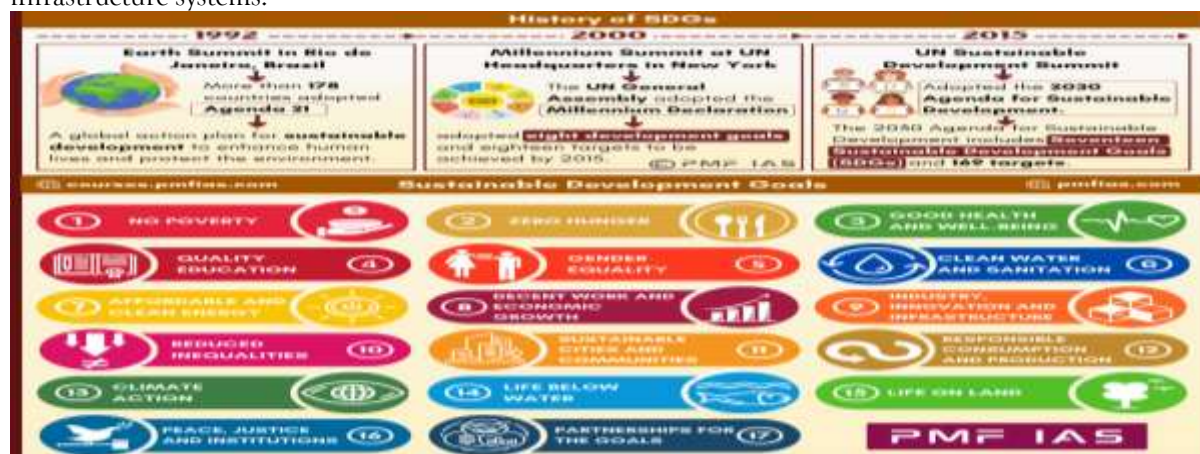 infrastructure systems.
History of SDGs
1992
2000
2015
Earth Summit in Rio de
Janeiro, Brazil
More than 178
countries adopted
Agenda 21
A global action plan for sustainable
development to enhance human
lives and protect the environment.
Millennium Summit at UN
Headquarters in New York
The UN General
Assembly adopted the
Millennium Declaration
adopted eight development goals
and eighteen targets to be
achieved by 2015.
© PMF IAS
UN Sustainable
Development Summit
Adopted the 2030
Agenda for Sustainable
Development.
The 2030 Agenda for Sustainable
Development includes Seventeen
Sustainable Development Goals
(SDGs) and 169 targets.
courses.pmfias.com
Sustainable Development Goals
pmfias.com
1 NO POVERTY
2 ZERO HUNGER
3 GOOD HEALTH
AND WELL-BEING
QUALITY
EDUCATION 4
GENDER
EQUALITY 5
CLEAN WATER
AND SANITATION 6
7 AFFORDABLE AND
CLEAN ENERGY
8 DECENT WORK AND
ECONOMIC
GROWTH
9 INDUSTRY,
INNOVATION AND
INFRASTRUCTURE
REDUCED
INEQUALITIES 10
SUSTAINABLE
CITIES AND
COMMUNITIES 11
RESPONSIBLE
CONSUMPTION
AND PRODUCTION 12
13 CLIMATE
ACTION
14 LIFE BELOW
WATER
15 LIFE ON LAND
PEACE, JUSTICE
AND INSTITUTIONS 16
PARTNERSHIPS FOR
THE GOALS 17
PMF IAS